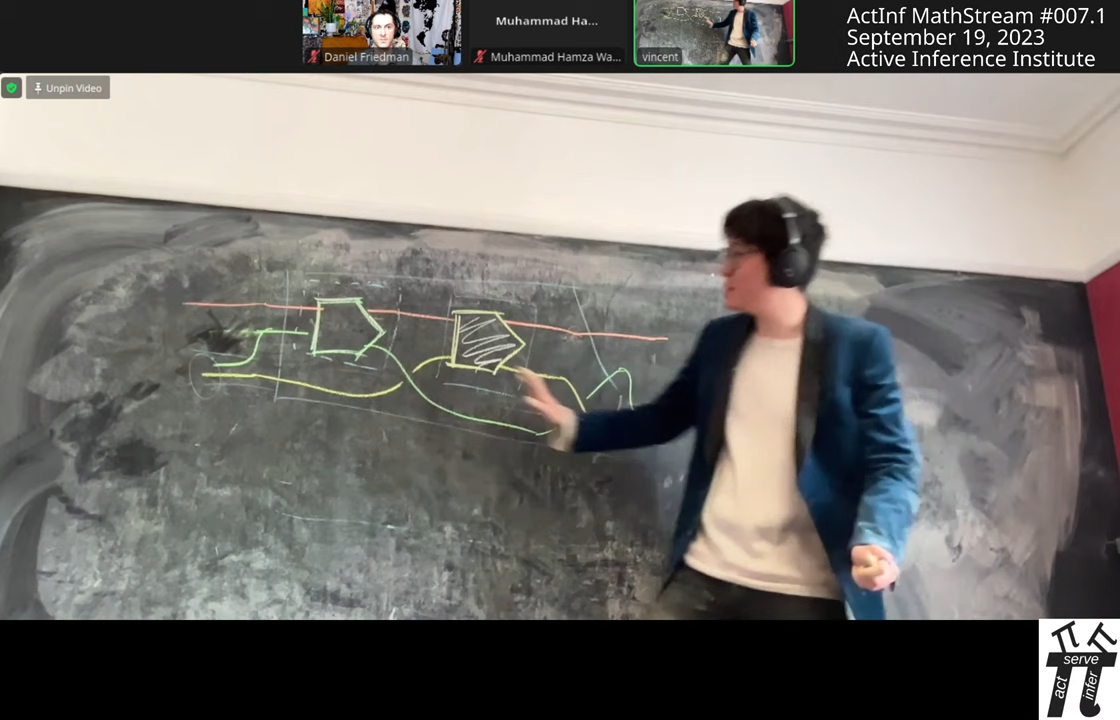 Muhammad Ha...
Daniel Friedman
Muhammad Hamza Wa...
vincent
ActInf MathStream #007.1
September 19, 2023
Active Inference Institute
Unpin Video
serve
act
infer